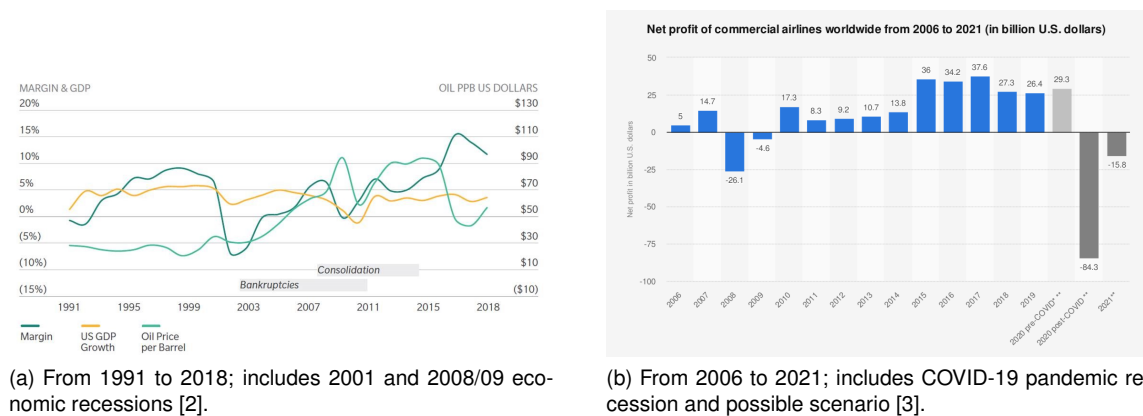 MARGIN & GDP
OIL PPB US DOLLARS
20% $130
15% $110
10% $90
5% $70
0% $50
(5%) $30
(10%) $10
(15%) ($10)
Consolidation
Bankruptcies
1991 1995 1999 2003 2007 2011 2015 2018
Margin
US GDP
Growth
Oil Price
per Barrel
(a) From 1991 to 2018; includes 2001 and 2008/09 eco-
nomic recessions [2].
Net profit of commercial airlines worldwide from 2006 to 2021 (in billion U.S. dollars)
Net profit in billion U.S. dollars
50
25
0
-25
-50
-75
-100
5
14.7
-26.1
-4.6
17.3
8.3
9.2
10.7
13.8
36
34.2
37.6
27.3
26.4
29.3
-84.3
-15.8
2006 2007 2008 2009 2010 2011 2012 2013 2014 2015 2016 2017 2018 2019 2020 pre-COVID* ** 2020 post-COVID ** 2021**
(b) From 2006 to 2021; includes COVID-19 pandemic re
cession and possible scenario [3].